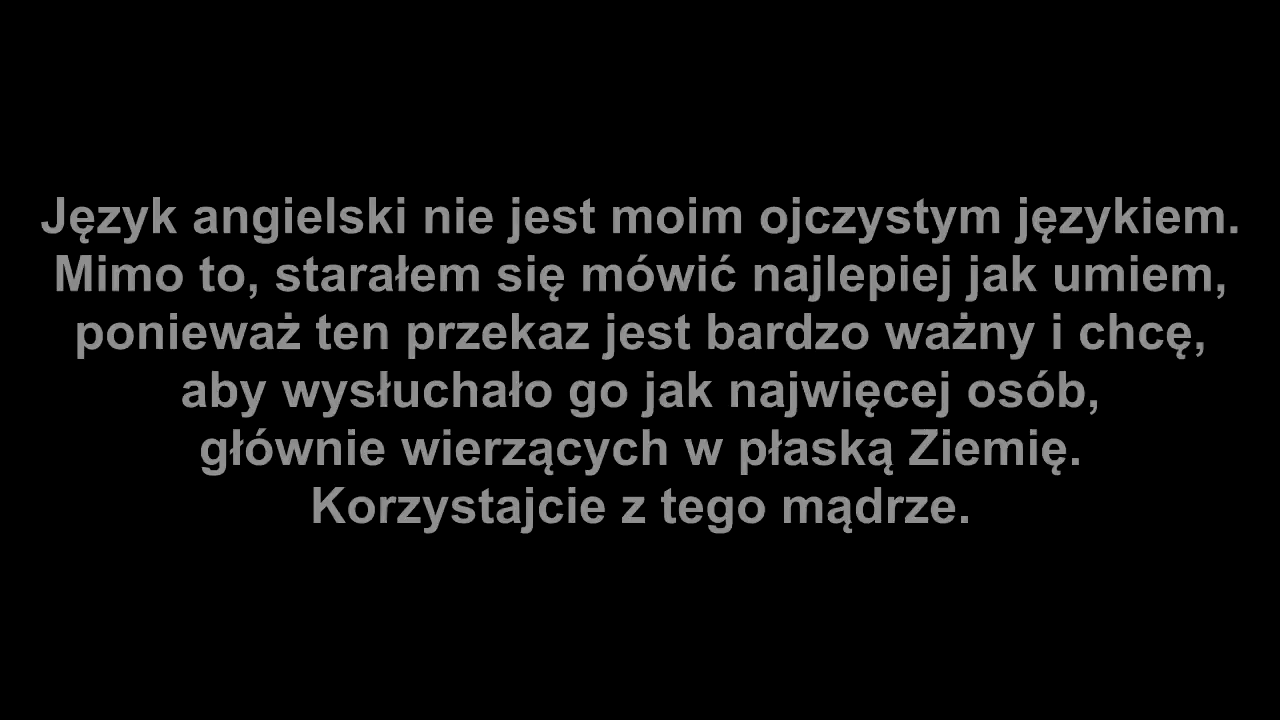 Język angielski nie jest moim ojczystym językiem.
Mimo to, starałem się mówić najlepiej jak umiem,
ponieważ ten przekaz jest bardzo ważny i chcę,
aby wysłuchało go jak najwięcej osób,
głównie wierzących w płaską Ziemię.
Korzystajcie z tego mądrze.